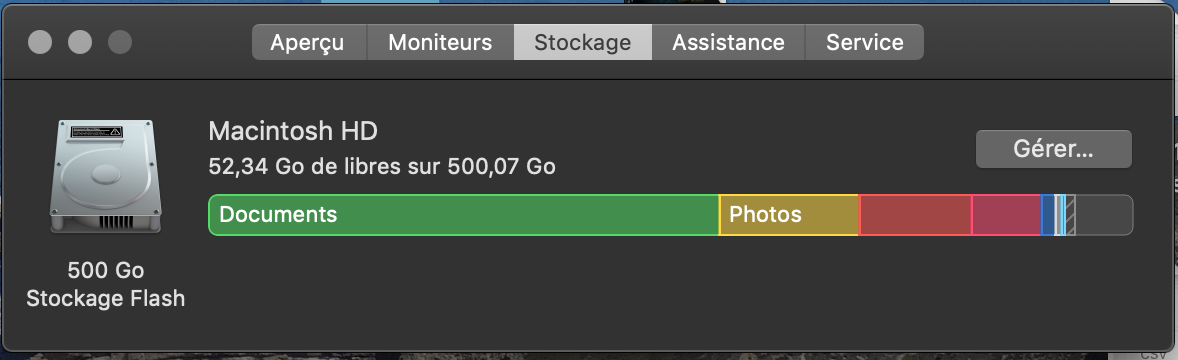 Aperçu
Moniteurs
Stockage
Assistance
Service
Macintosh HD
52,34 Go de libres sur 500,07 Go
Gérer...
Documents
Photos
500 Go
Stockage Flash
csv